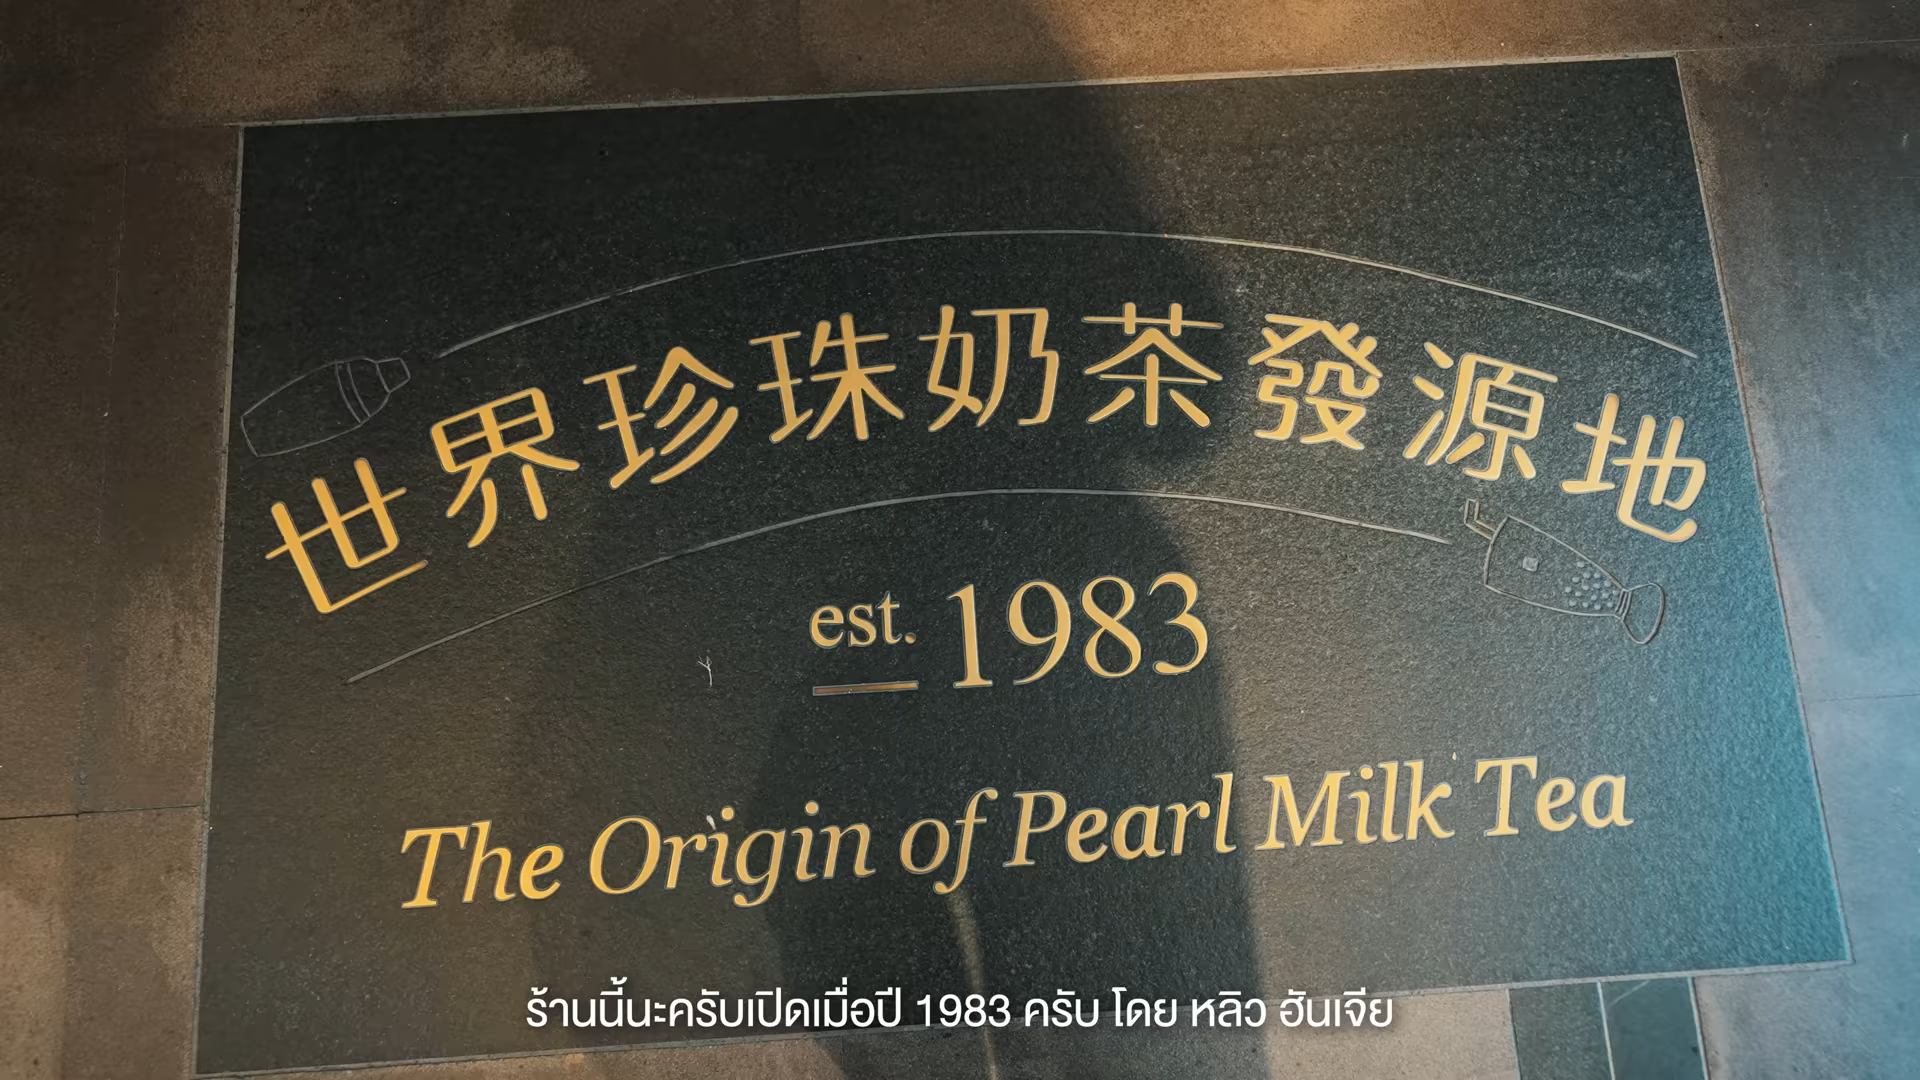 世界珍珠奶茶發源地
est. 1983
The Origin of Pearl Milk Tea
ร้านนี้นะครับเปิดเมื่อปี 1983 ครับ โดย หลิว ฮันเจีย